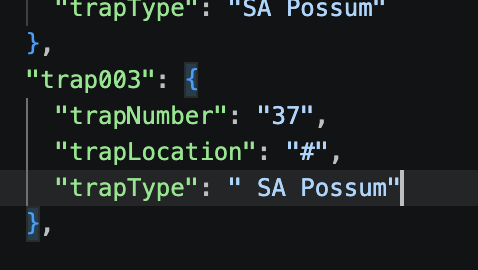 "trapType": "SA Possum"
},
"trap003": {
"trapNumber": "37",
"trapLocation": "#",
"trapType": " SA Possum"
},